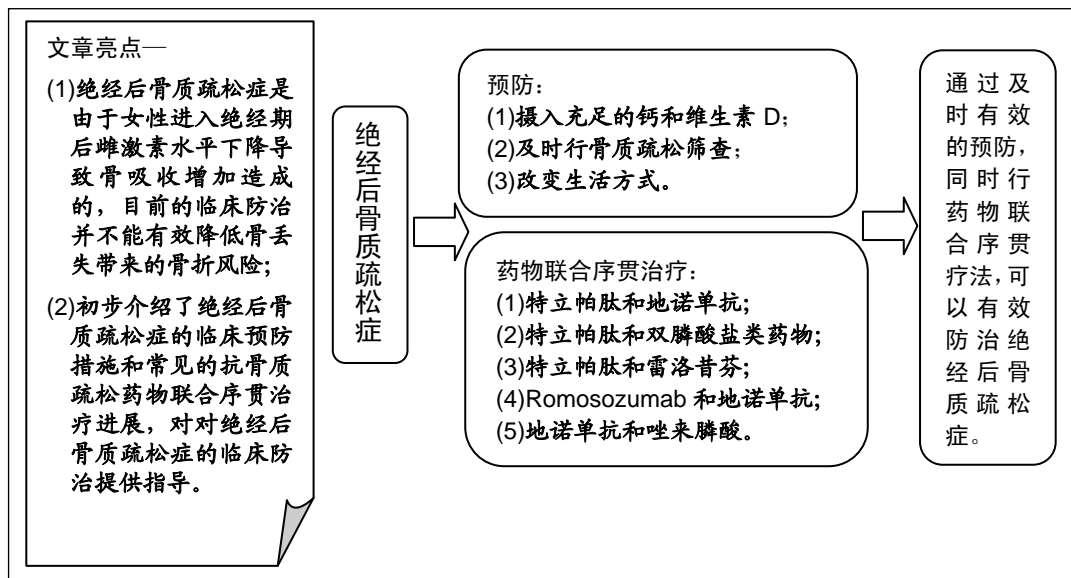 文章亮点—
(1)绝经后骨质疏松症是
由于女性进入绝经期
后雌激素水平下降导
致骨吸收增加造成
的，目前的临床防治
并不能有效降低骨丢
失带来的骨折风险；
(2)初步介绍了绝经后骨
质疏松症的临床预防
措施和常见的抗骨质
疏松药物联合序贯治
疗进展，对对绝经后
骨质疏松症的临床防
治提供指导。
绝经后骨质疏松症
预防：
(1)摄入充足的钙和维生素 D；
(2)及时行骨质疏松筛查；
(3)改变生活方式。
药物联合序贯治疗：
(1)特立帕肽和地诺单抗；
(2)特立帕肽和双膦酸盐类药物；
(3)特立帕肽和雷洛昔芬；
(4)Romosozumab 和地诺单抗；
(5)地诺单抗和唑来膦酸。
通过及
时有效
的预防，
同时行
药物联
合序贯
疗法，可
以有效
防治绝
经后骨
质疏松
症。